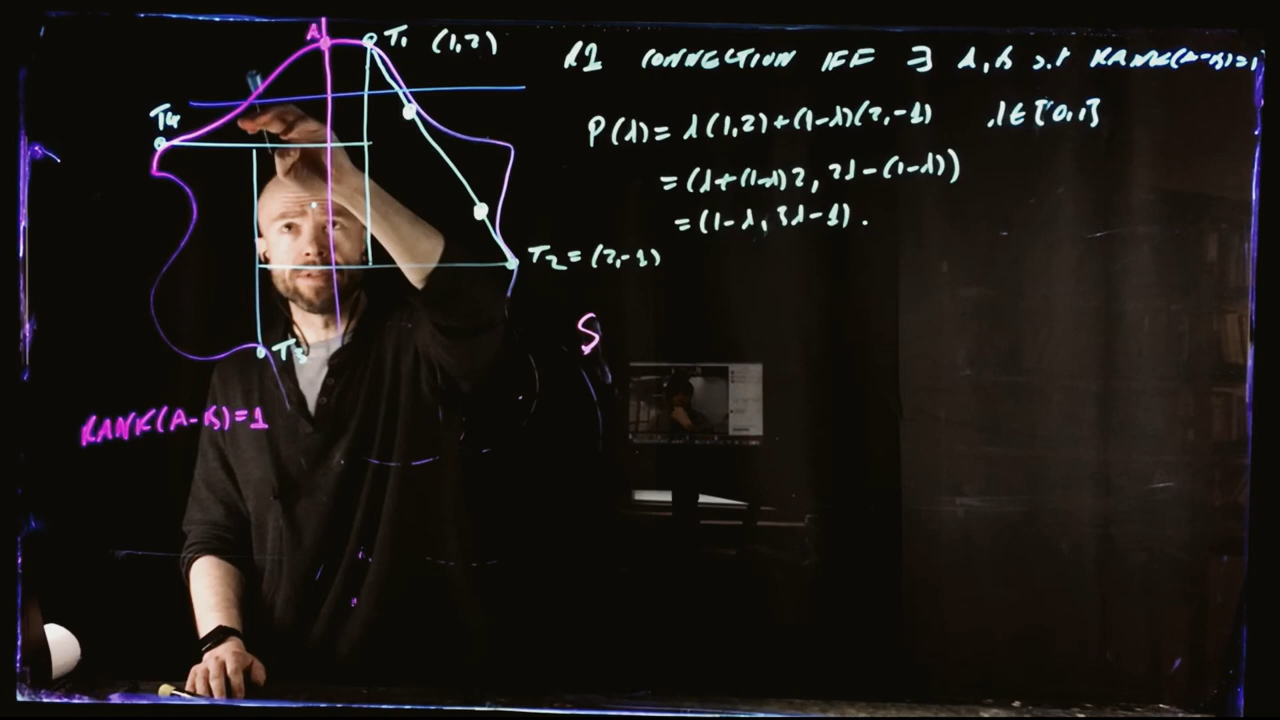 A
T₁ (1,2)
R1 CONNECTION IFF ∃ A,B s.t RANK(A-B)=1
T₄
P(λ) = λ(1,2)+(1-λ)(2,-1) , λ∈[0,1]
= (λ+(1-λ)2, 2λ-(1-λ))
= (1-λ, 3λ-1).
T₂ = (2,-1)
S
T₃
RANK(A-B)=1